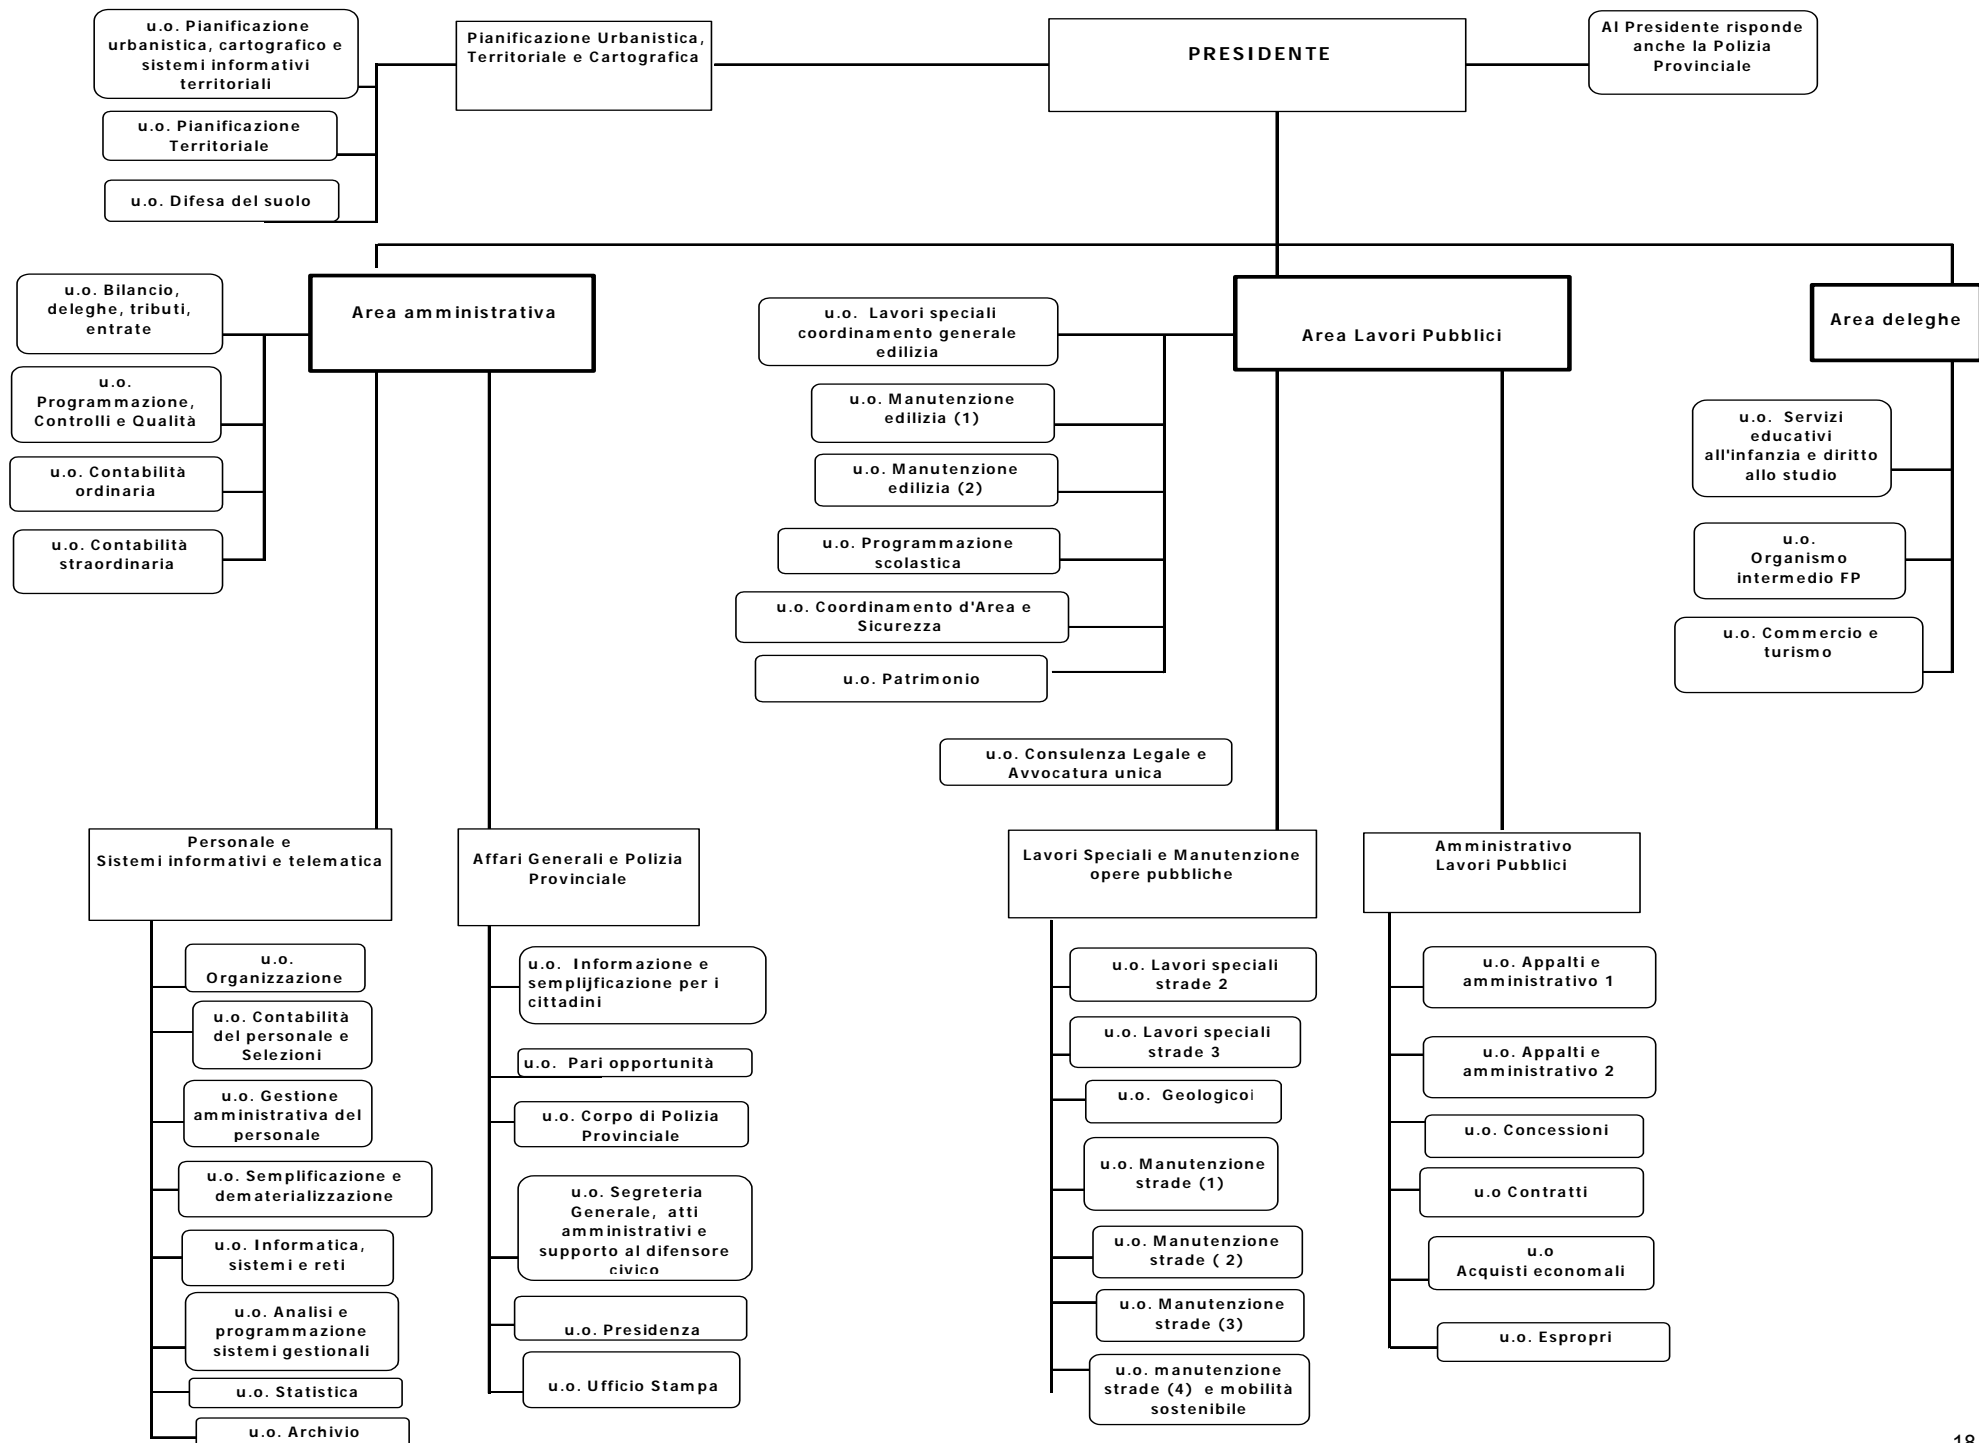 u.o. Pianificazione
urbanistica, cartografico e
sistemi informativi
territoriali
Pianificazione Urbanistica,
Territoriale e Cartografica
PRESIDENTE
Al Presidente risponde
anche la Polizia
Provinciale
u.o. Pianificazione
Territoriale
u.o. Difesa del suolo
u.o. Bilancio,
deleghe, tributi,
entrate
Area amministrativa
u.o. Lavori speciali
coordinamento generale
edilizia
Area Lavori Pubblici
Area deleghe
u.o.
Programmazione,
Controlli e Qualità
u.o. Contabilità
ordinaria
u.o. Contabilità
straordinaria
u.o. Manutenzione
edilizia (1)
u.o. Manutenzione
edilizia (2)
u.o. Programmazione
scolastica
u.o. Coordinamento d'Area e
Sicurezza
u.o. Patrimonio
u.o. Servizi
educativi
all'infanzia e diritto
allo studio
u.o.
Organismo
intermedio FP
u.o. Commercio e
turismo
u.o. Consulenza Legale e
Avvocatura unica
Personale e
Sistemi informativi e telematica
Affari Generali e Polizia
Provinciale
Lavori Speciali e Manutenzione
opere pubbliche
Amministrativo
Lavori Pubblici
u.o.
Organizzazione
u.o. Contabilità
del personale e
Selezioni
u.o. Gestione
amministrativa del
personale
u.o. Semplificazione e
dematerializzazione
u.o. Informatica,
sistemi e reti
u.o. Analisi e
programmazione
sistemi gestionali
u.o. Statistica
u.o. Archivio
u.o. Informazione e
semplijficazione per i
cittadini
u.o. Pari opportunità
u.o. Corpo di Polizia
Provinciale
u.o. Segreteria
Generale, atti
amministrativi e
supporto al difensore
civico
u.o. Presidenza
u.o. Ufficio Stampa
u.o. Lavori speciali
strade 2
u.o. Lavori speciali
strade 3
u.o. Geologicoi
u.o. Manutenzione
strade (1)
u.o. Manutenzione
strade ( 2)
u.o. Manutenzione
strade (3)
u.o. manutenzione
strade (4) e mobilità
sostenibile
u.o. Appalti e
amministrativo 1
u.o. Appalti e
amministrativo 2
u.o. Concessioni
u.o Contratti
u.o
Acquisti economali
u.o. Espropri
18